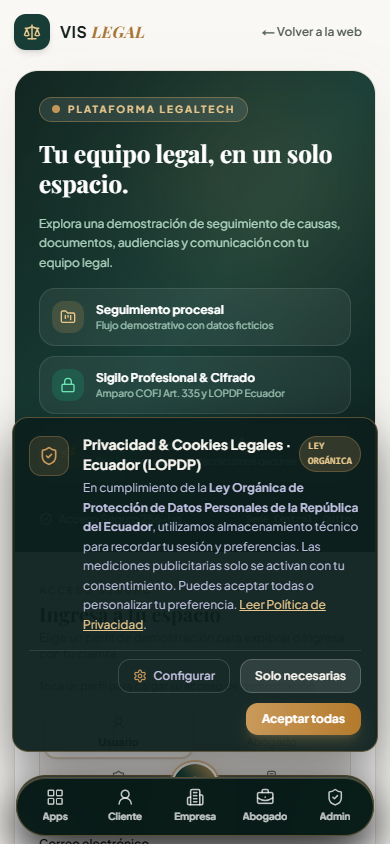 VIS LEGAL
← Volver a la web
PLATAFORMA LEGALTECH
Tu equipo legal, en un solo
espacio.
Explora una demostración de seguimiento de causas,
documentos, audiencias y comunicación con tu
equipo legal.
Seguimiento procesal
Flujo demostrativo con datos ficticios
Sigilo Profesional & Cifrado
Amparo COFJ Art. 335 y LOPDP Ecuador
Privacidad & Cookies Legales ·
Ecuador (LOPDP)
LEY
ORGÁNICA
En cumplimiento de la Ley Orgánica de
Protección de Datos Personales de la República
del Ecuador, utilizamos almacenamiento técnico
para recordar tu sesión y preferencias. Las
mediciones publicitarias solo se activan con tu
consentimiento. Puedes aceptar todas o
personalizar tu preferencia. Leer Política de
Privacidad.
Ingresa a tu espacio
Configurar
Solo necesarias
Aceptar todas
Usuario
Apps
Cliente
Empresa
Abogado
Admin
Correo electrónico